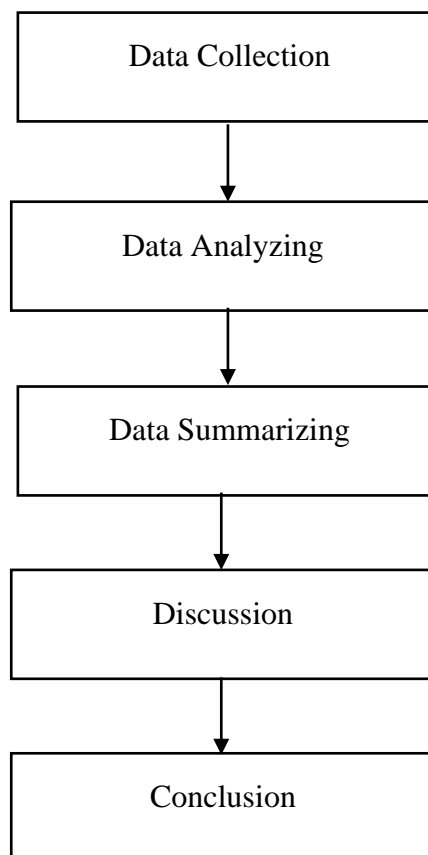 Data Collection
Data Analyzing
Data Summarizing
Discussion
Conclusion